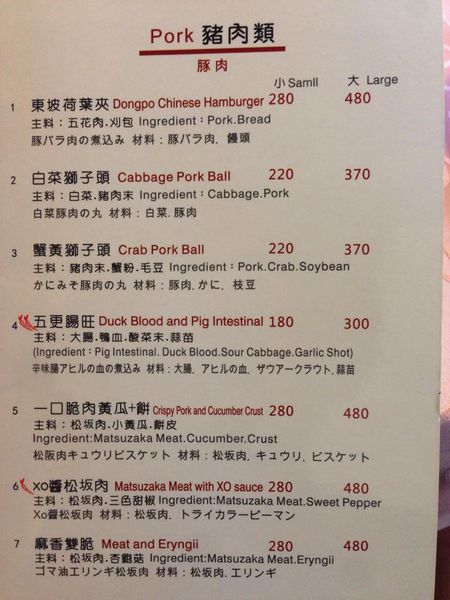 Pork 豬肉類
豚肉
小 Samll 大 Large
1 東坡荷葉夾 Dongpo Chinese Hamburger 280 480
主料：五花肉.刈包 Ingredient：Pork.Bread
豚バラ肉の煮込み 材料：豚バラ肉．饅頭
2 白菜獅子頭 Cabbage Pork Ball 220 370
主料：白菜.豬肉末 Ingredient：Cabbage.Pork
白菜豚肉の丸 材料：白菜.豚肉
3 蟹黃獅子頭 Crab Pork Ball 220 370
主料：豬肉末.蟹粉.毛豆 Ingredient：Pork.Crab.Soybean
かにみそ豚肉の丸 材料：豚肉.かに．枝豆
4 五更腸旺 Duck Blood and Pig Intestinal 180 300
主料：大腸.鴨血.酸菜末.蒜苗
(Ingredient：Pig Intestinal. Duck Blood.Sour Cabbage.Garlic Shot)
辛味腸アヒルの血の煮込み 材料：大腸．アヒルの血．ザウアークラウト.蒜苗
5 一口脆肉黃瓜+餅 Crispy Pork and Cucumber Crust 280 480
主料：松坂肉.小黃瓜.餅皮
Ingredient:Matsuzaka Meat.Cucumber.Crust
松阪肉キュウリビスケット 材料：松坂肉．キュウリ．ビスケット
6 xo醬松坂肉 Matsuzaka Meat with XO sauce 280 480
主料：松坂肉.三色甜椒 Ingredient:Matsuzaka Meat.Sweet Pepper
Xo醬松坂肉 材料：松坂肉．トライカラーピーマン
7 麻香雙脆 Meat and Eryngii 280 480
主料：松坂肉.杏鮑菇 Ingredient:Matsuzaka Meat.Eryngii
ゴマ油エリンギ松坂肉 材料：松坂肉.エリンギ